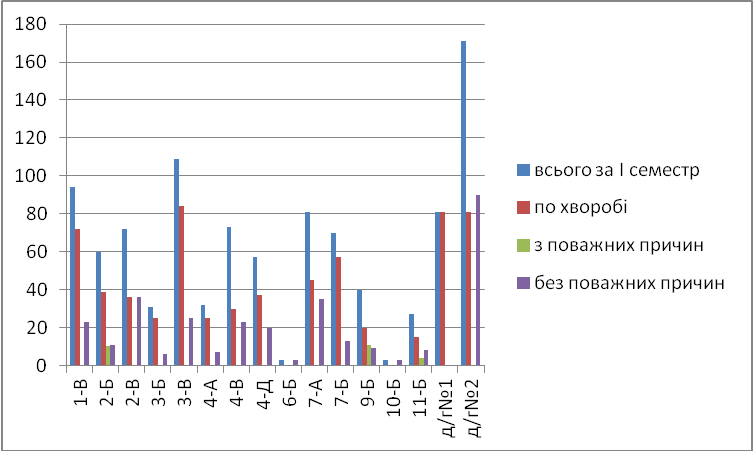 180
160
140
120
100
80
60
40
20
0
1-В
2-Б
2-В
3-Б
3-В
4-А
4-В
4-Д
6-Б
7-А
7-Б
9-Б
10-Б
11-Б
д/г№1
д/г№2
всього за І семестр
по хворобі
з поважних причин
без поважних причин